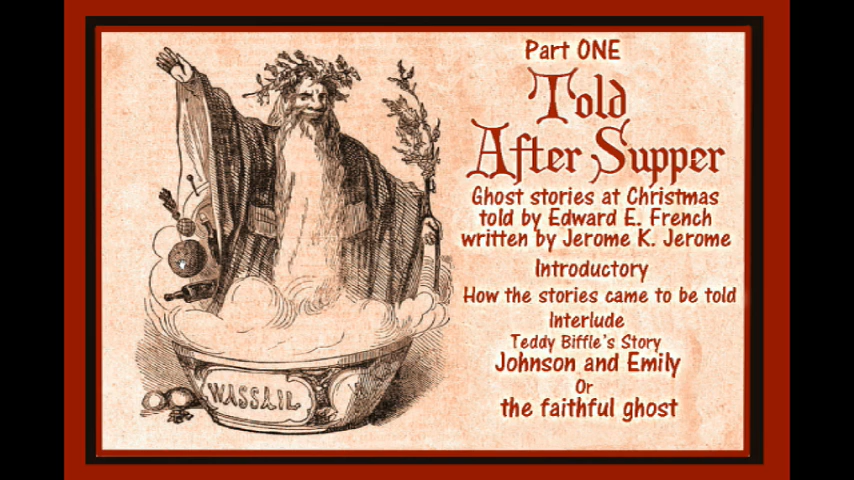 Part ONE
Told
After Supper
Ghost stories at Christmas
told by Edward E. French
written by Jerome K. Jerome
Introductory
How the stories came to be told
Interlude
Teddy Biffle's Story
Johnson and Emily
Or
the faithful ghost
WASSAIL